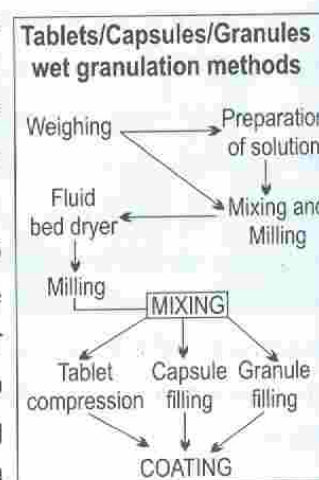 Tablets/Capsules/Granules
wet granulation methods
Weighing
Preparation
of solution
Fluid
bed dryer
Mixing and
Milling
Milling
MIXING
Tablet
compression
Capsule
filling
Granule
filling
COATING